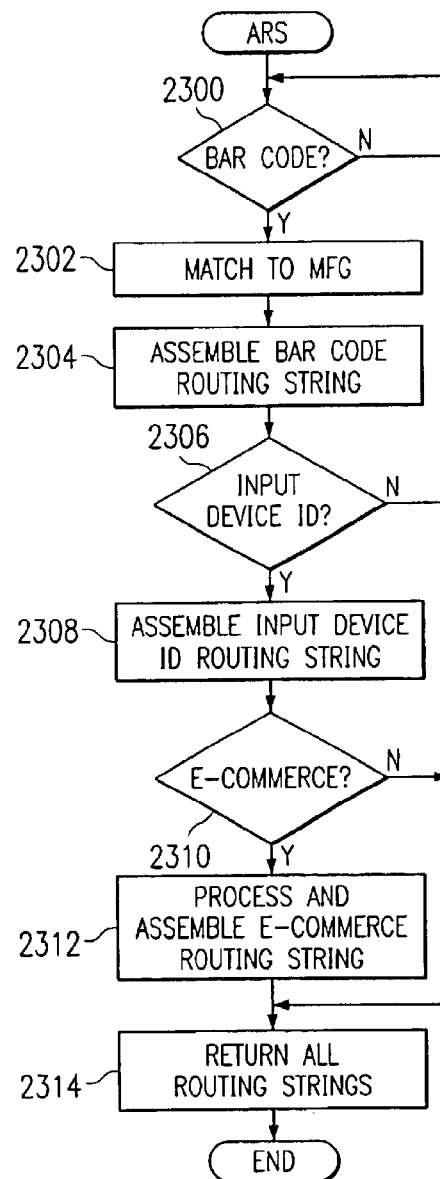 ARS
2300
BAR CODE?
N
Y
2302
MATCH TO MFG
2304
ASSEMBLE BAR CODE
ROUTING STRING
2306
INPUT
DEVICE ID?
N
Y
2308
ASSEMBLE INPUT DEVICE
ID ROUTING STRING
E-COMMERCE?
N
2310
Y
2312
PROCESS AND
ASSEMBLE E-COMMERCE
ROUTING STRING
2314
RETURN ALL
ROUTING STRINGS
END